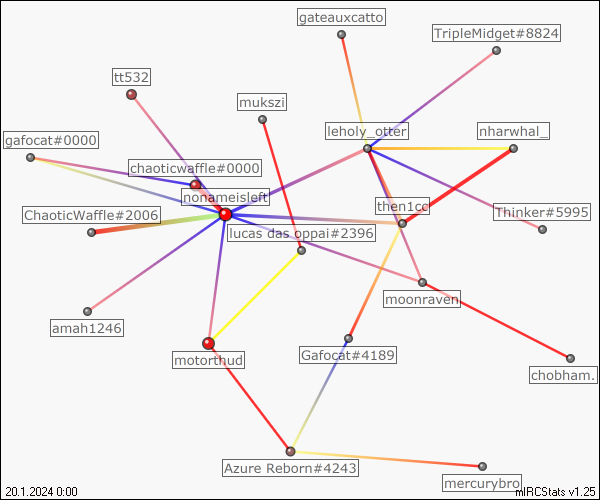 gateauxcatto
TripleMidget#8824
tt532
mukszi
leholy_otter
nharwhal_
gafocat#0000
chaoticwaffle#0000
nonameisleft
ChaoticWaffle#2006
then1cc
Thinker#5995
lucas das oppai#2396
moonraven
amah1246
motorthud
Gafocat#4189
chobham.
Azure Reborn#4243
mercurybro
20.1.2024 0:00
mIRCStats v1.25